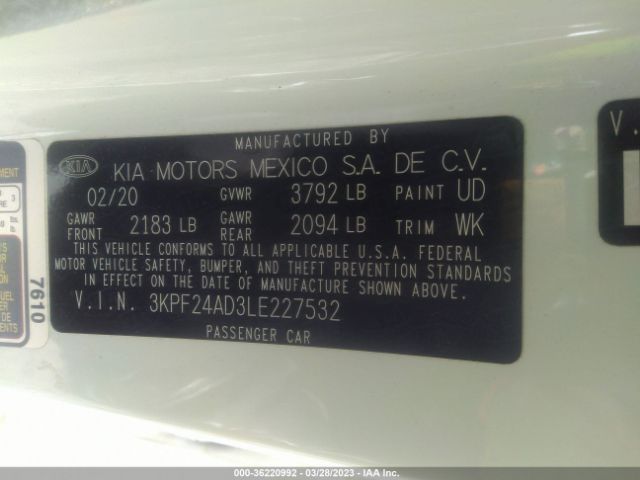 MANUFACTURED BY
KIA KIA MOTORS MEXICO S.A. DE C.V.
02/20 GVWR 3792 LB PAINT UD
GAWR FRONT 2183 LB GAWR REAR 2094 LB TRIM WK
THIS VEHICLE CONFORMS TO ALL APPLICABLE U.S.A. FEDERAL
MOTOR VEHICLE SAFETY, BUMPER, AND THEFT PREVENTION STANDARDS
IN EFFECT ON THE DATE OF MANUFACTURE SHOWN ABOVE.
V.I.N. 3KPF24AD3LE227532
PASSENGER CAR
7610
V.
000-36220992 / 03/28/2023 - IAA Inc.